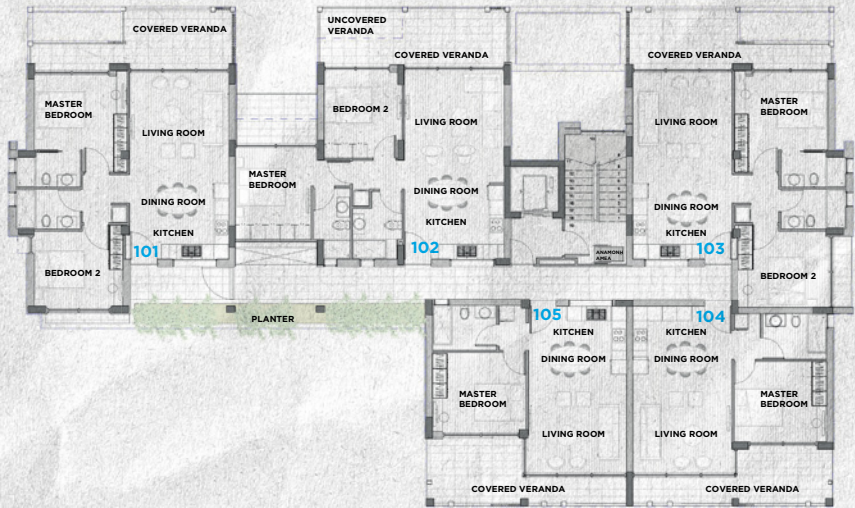 COVERED VERANDA
UNCOVERED
VERANDA
COVERED VERANDA
COVERED VERANDA
MASTER
BEDROOM
LIVING ROOM
BEDROOM 2
LIVING ROOM
LIVING ROOM
MASTER
BEDROOM
MASTER
BEDROOM
DINING ROOM
DINING ROOM
DINING ROOM
KITCHEN
KITCHEN
KITCHEN
101
102
103
ΑΝΑΜΟΝΗ
ΑΜΕΑ
BEDROOM 2
BEDROOM 2
PLANTER
105
104
KITCHEN
KITCHEN
DINING ROOM
DINING ROOM
MASTER
BEDROOM
MASTER
BEDROOM
LIVING ROOM
LIVING ROOM
COVERED VERANDA
COVERED VERANDA